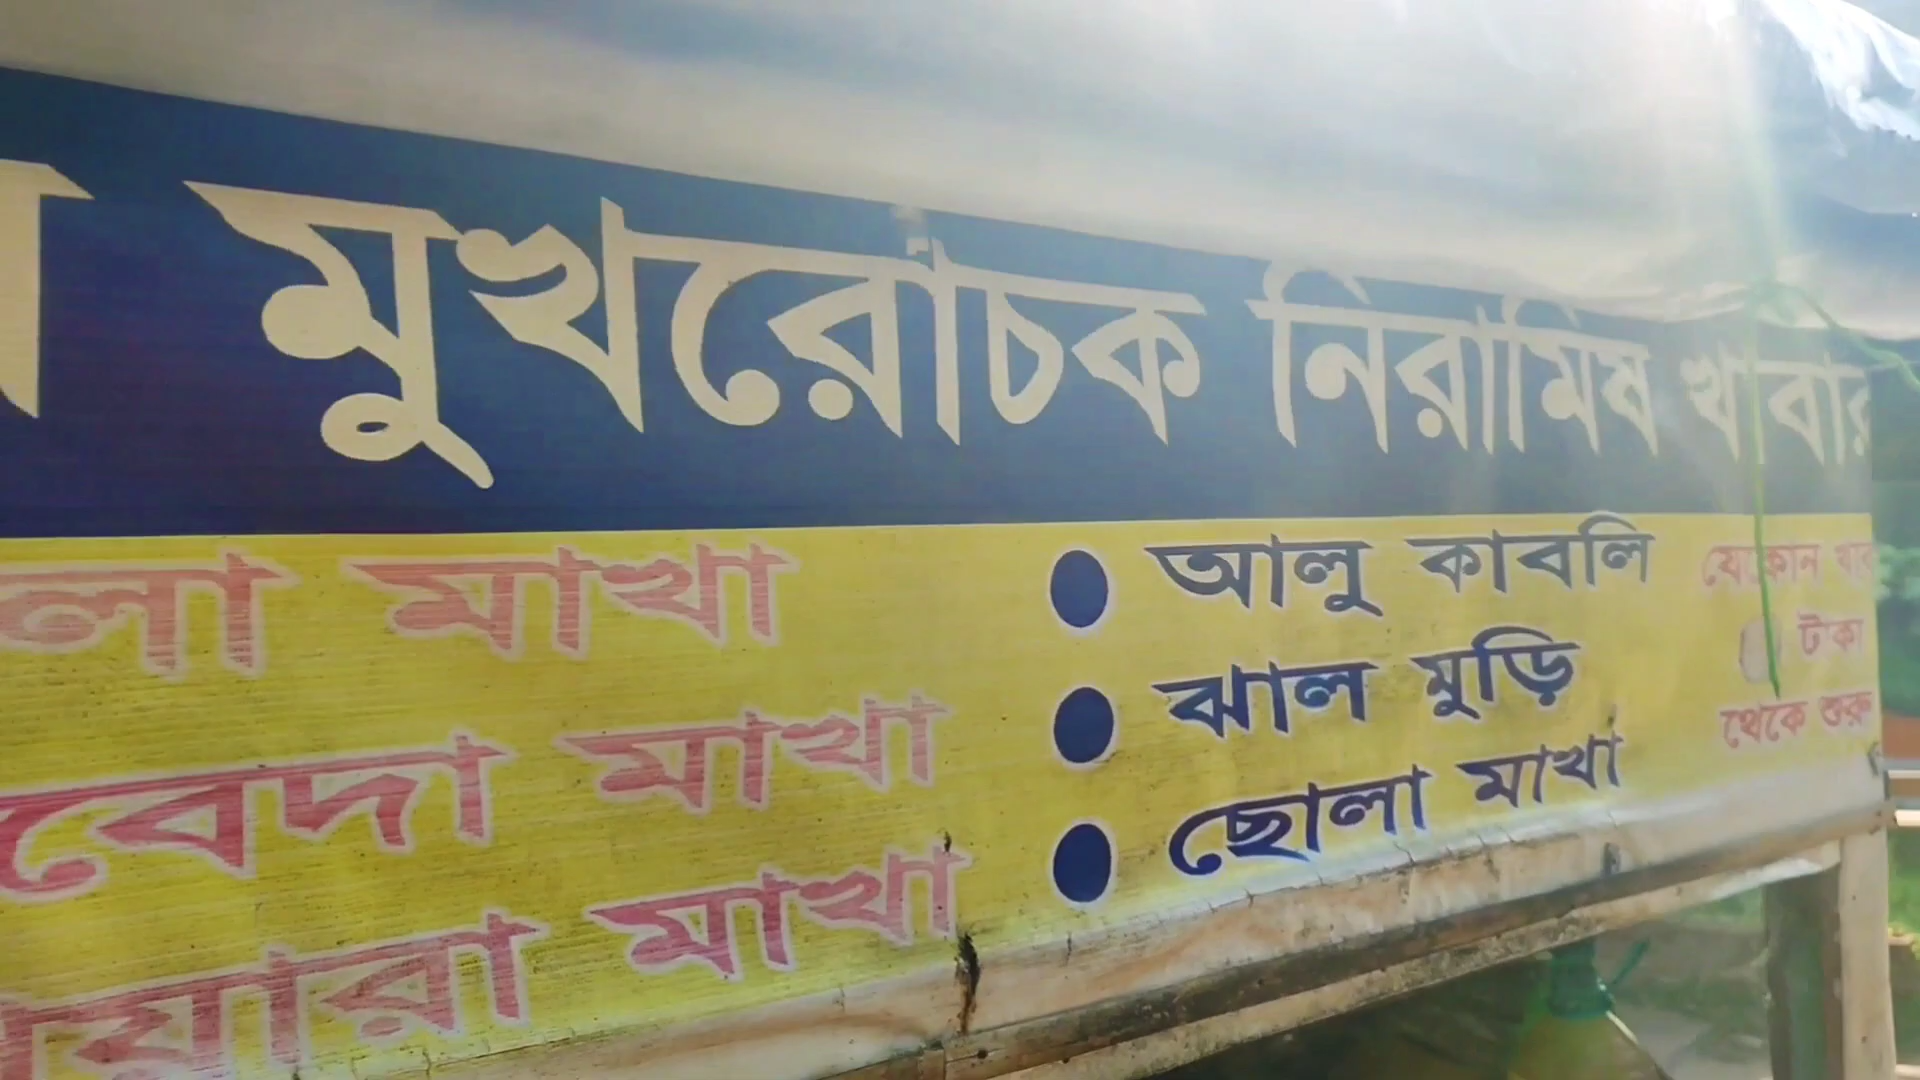 মুখরোচক নিরামিষ খাবার
মাখা
মাখা
মাখা
আলু কাবলি
ঝাল মুড়ি
ছোলা মাখা
যেকোন
টাকা
থেকে শুরু